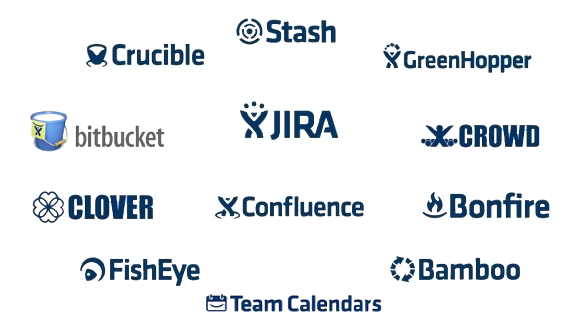 Stash
Crucible
GreenHopper
JIRA
bitbucket
CROWD
CLOVER
Confluence
Bonfire
FishEye
Bamboo
Team Calendars